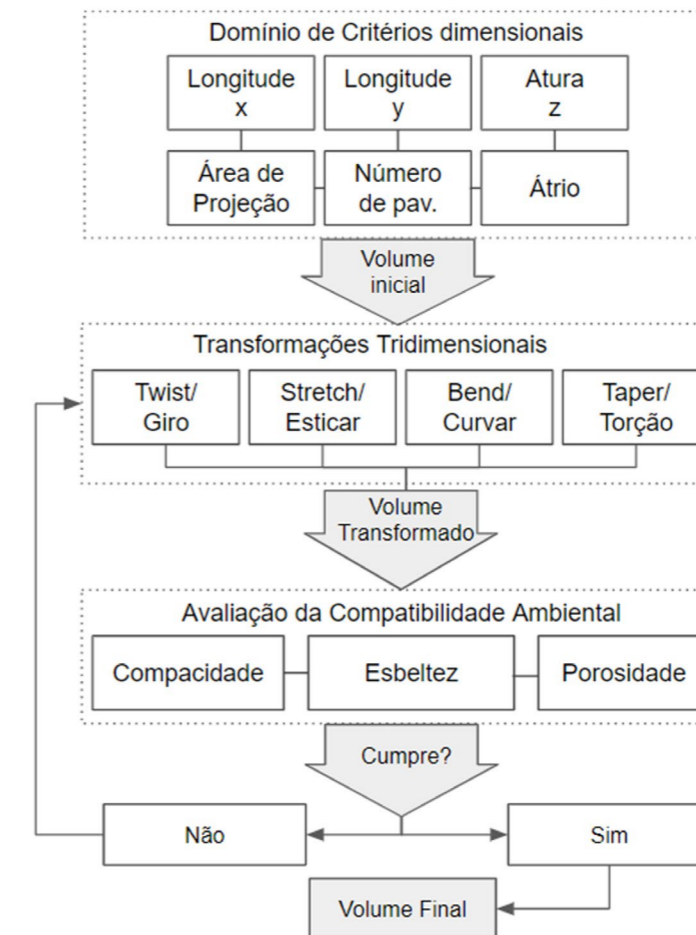 Domínio de Critérios dimensionais
Longitude
x
Longitude
y
Atura
z
Área de
Projeção
Número
de pav.
Átrio
Volume
inicial
Transformações Tridimensionais
Twist/
Giro
Stretch/
Esticar
Bend/
Curvar
Taper/
Torção
Volume
Transformado
Avaliação da Compatibilidade Ambiental
Compacidade
Esbeltez
Porosidade
Cumpre?
Não
Sim
Volume Final